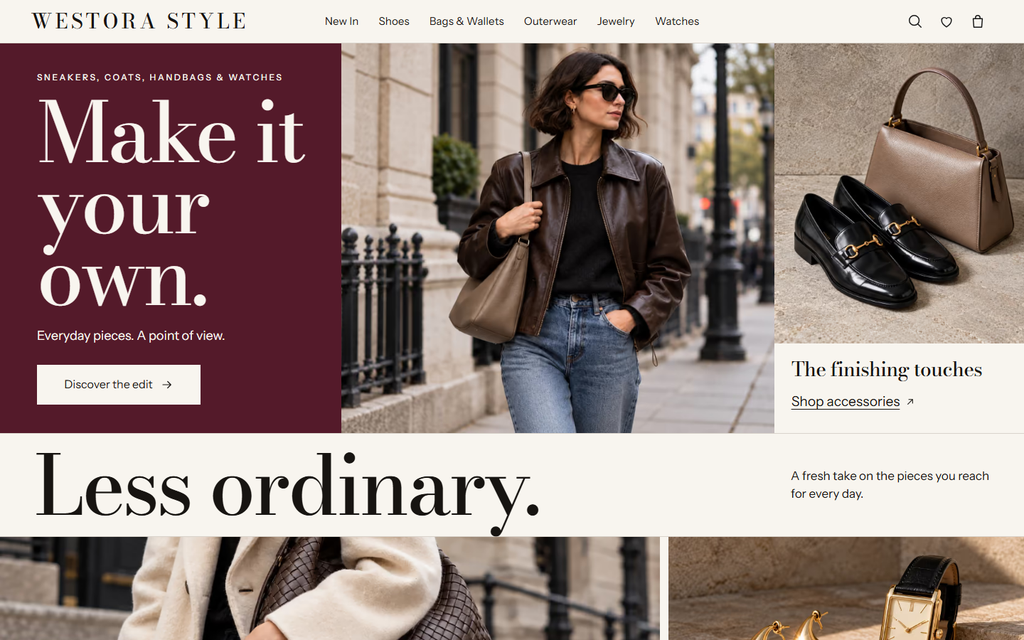 WESTORA STYLE
New In
Shoes
Bags & Wallets
Outerwear
Jewelry
Watches
SNEAKERS, COATS, HANDBAGS & WATCHES
Make it
your
own.
Everyday pieces. A point of view.
Discover the edit →
The finishing touches
Shop accessories ↗
Less ordinary.
A fresh take on the pieces you reach
for every day.